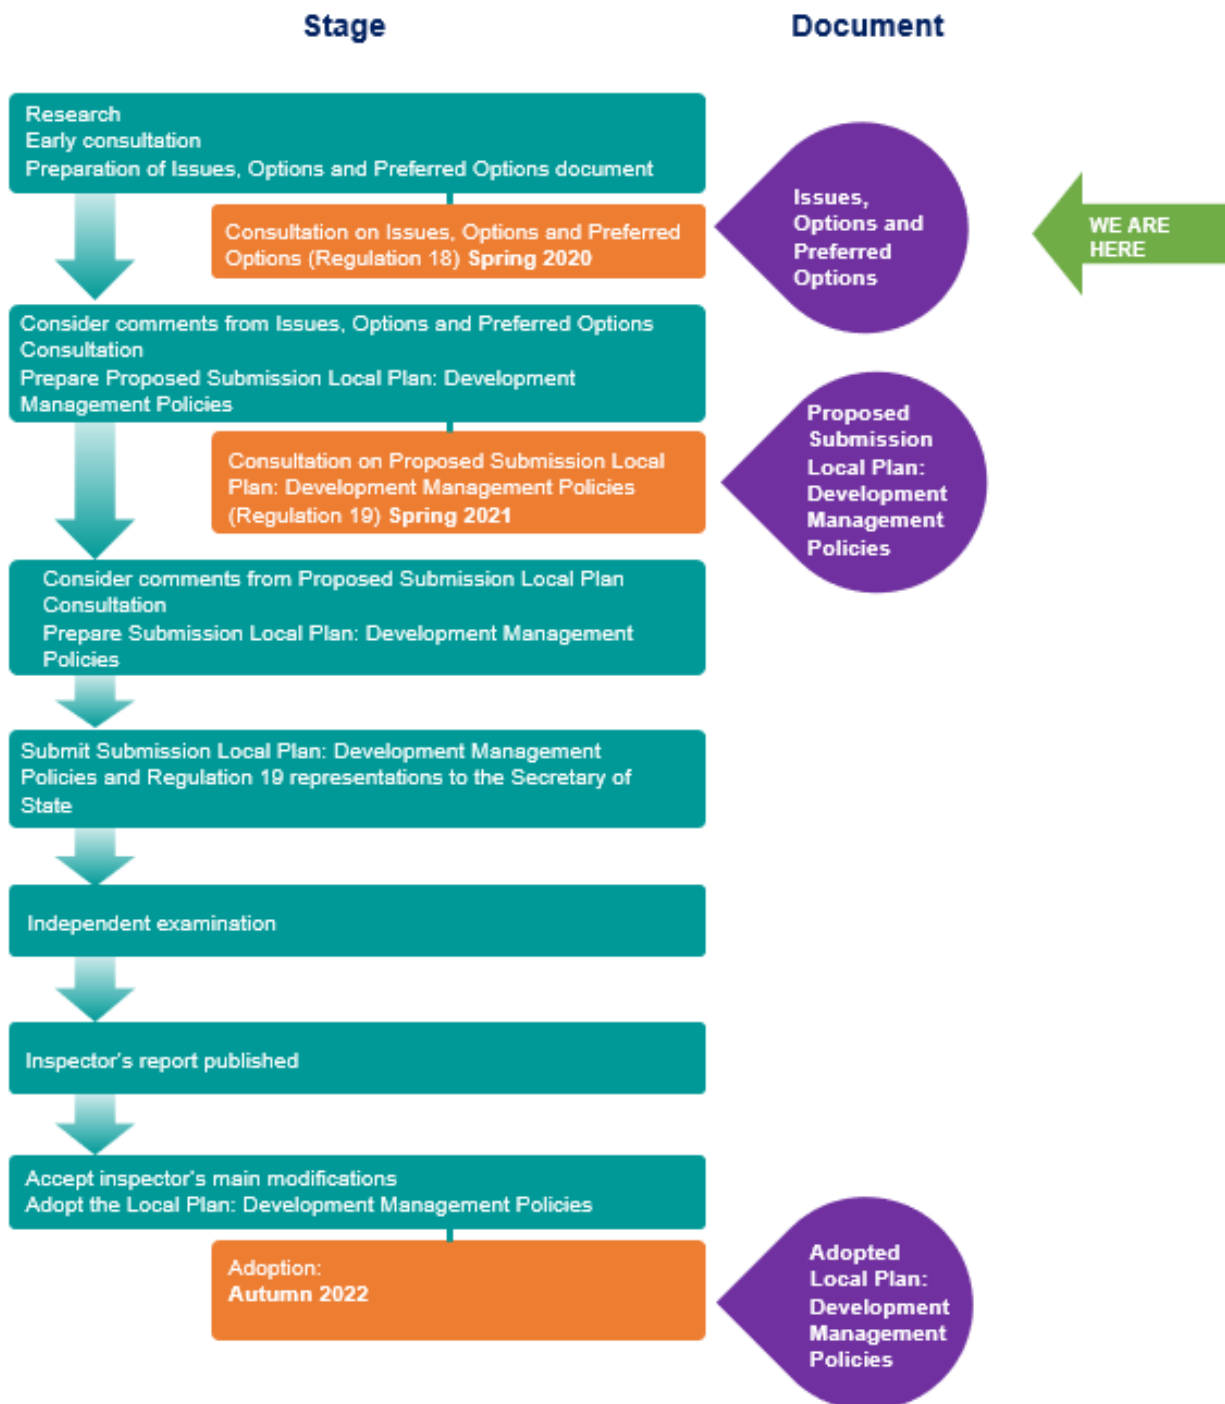 Stage
Document
Research
Early consultation
Preparation of Issues, Options and Preferred Options document
Consultation on Issues, Options and Preferred
Options (Regulation 18) Spring 2020
Issues,
Options and
Preferred
Options
WE ARE
HERE
Consider comments from Issues, Options and Preferred Options
Consultation
Prepare Proposed Submission Local Plan: Development
Management Policies
Consultation on Proposed Submission Local
Plan: Development Management Policies
(Regulation 19) Spring 2021
Proposed
Submission
Local Plan:
Development
Management
Policies
Consider comments from Proposed Submission Local Plan
Consultation
Prepare Submission Local Plan: Development Management
Policies
Submit Submission Local Plan: Development Management
Policies and Regulation 19 representations to the Secretary of
State
Independent examination
Inspector's report published
Accept inspector's main modifications
Adopt the Local Plan: Development Management Policies
Adoption:
Autumn 2022
Adopted
Local Plan:
Development
Management
Policies